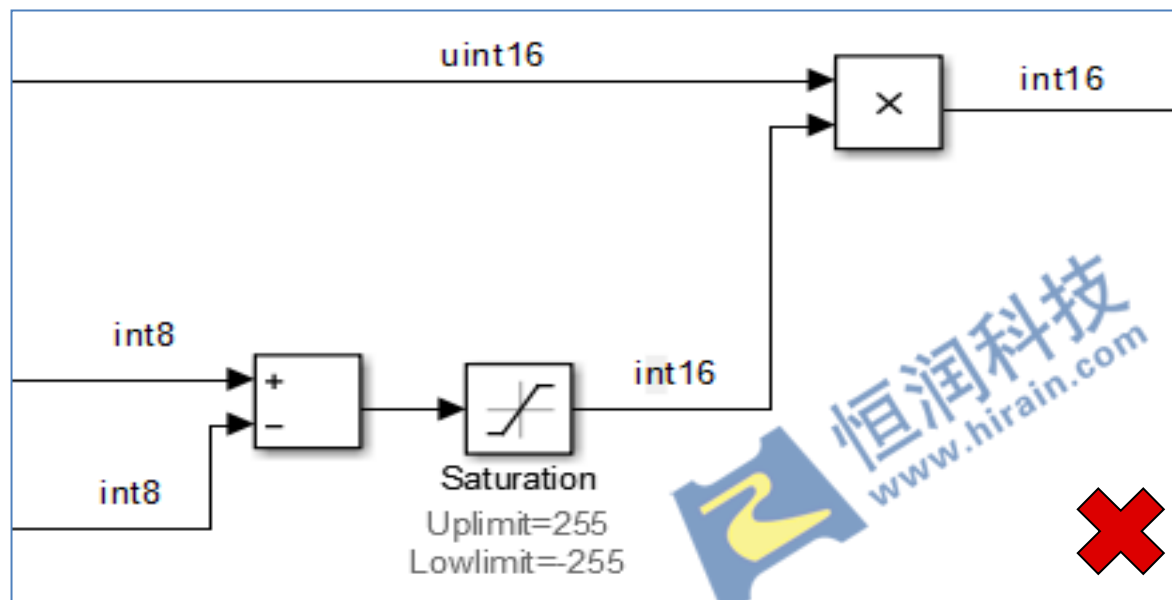 uint16
int16
×
int8
+
−
int16
int8
Saturation
Uplimit=255
Lowlimit=-255
恒润科技
www.hirain.com